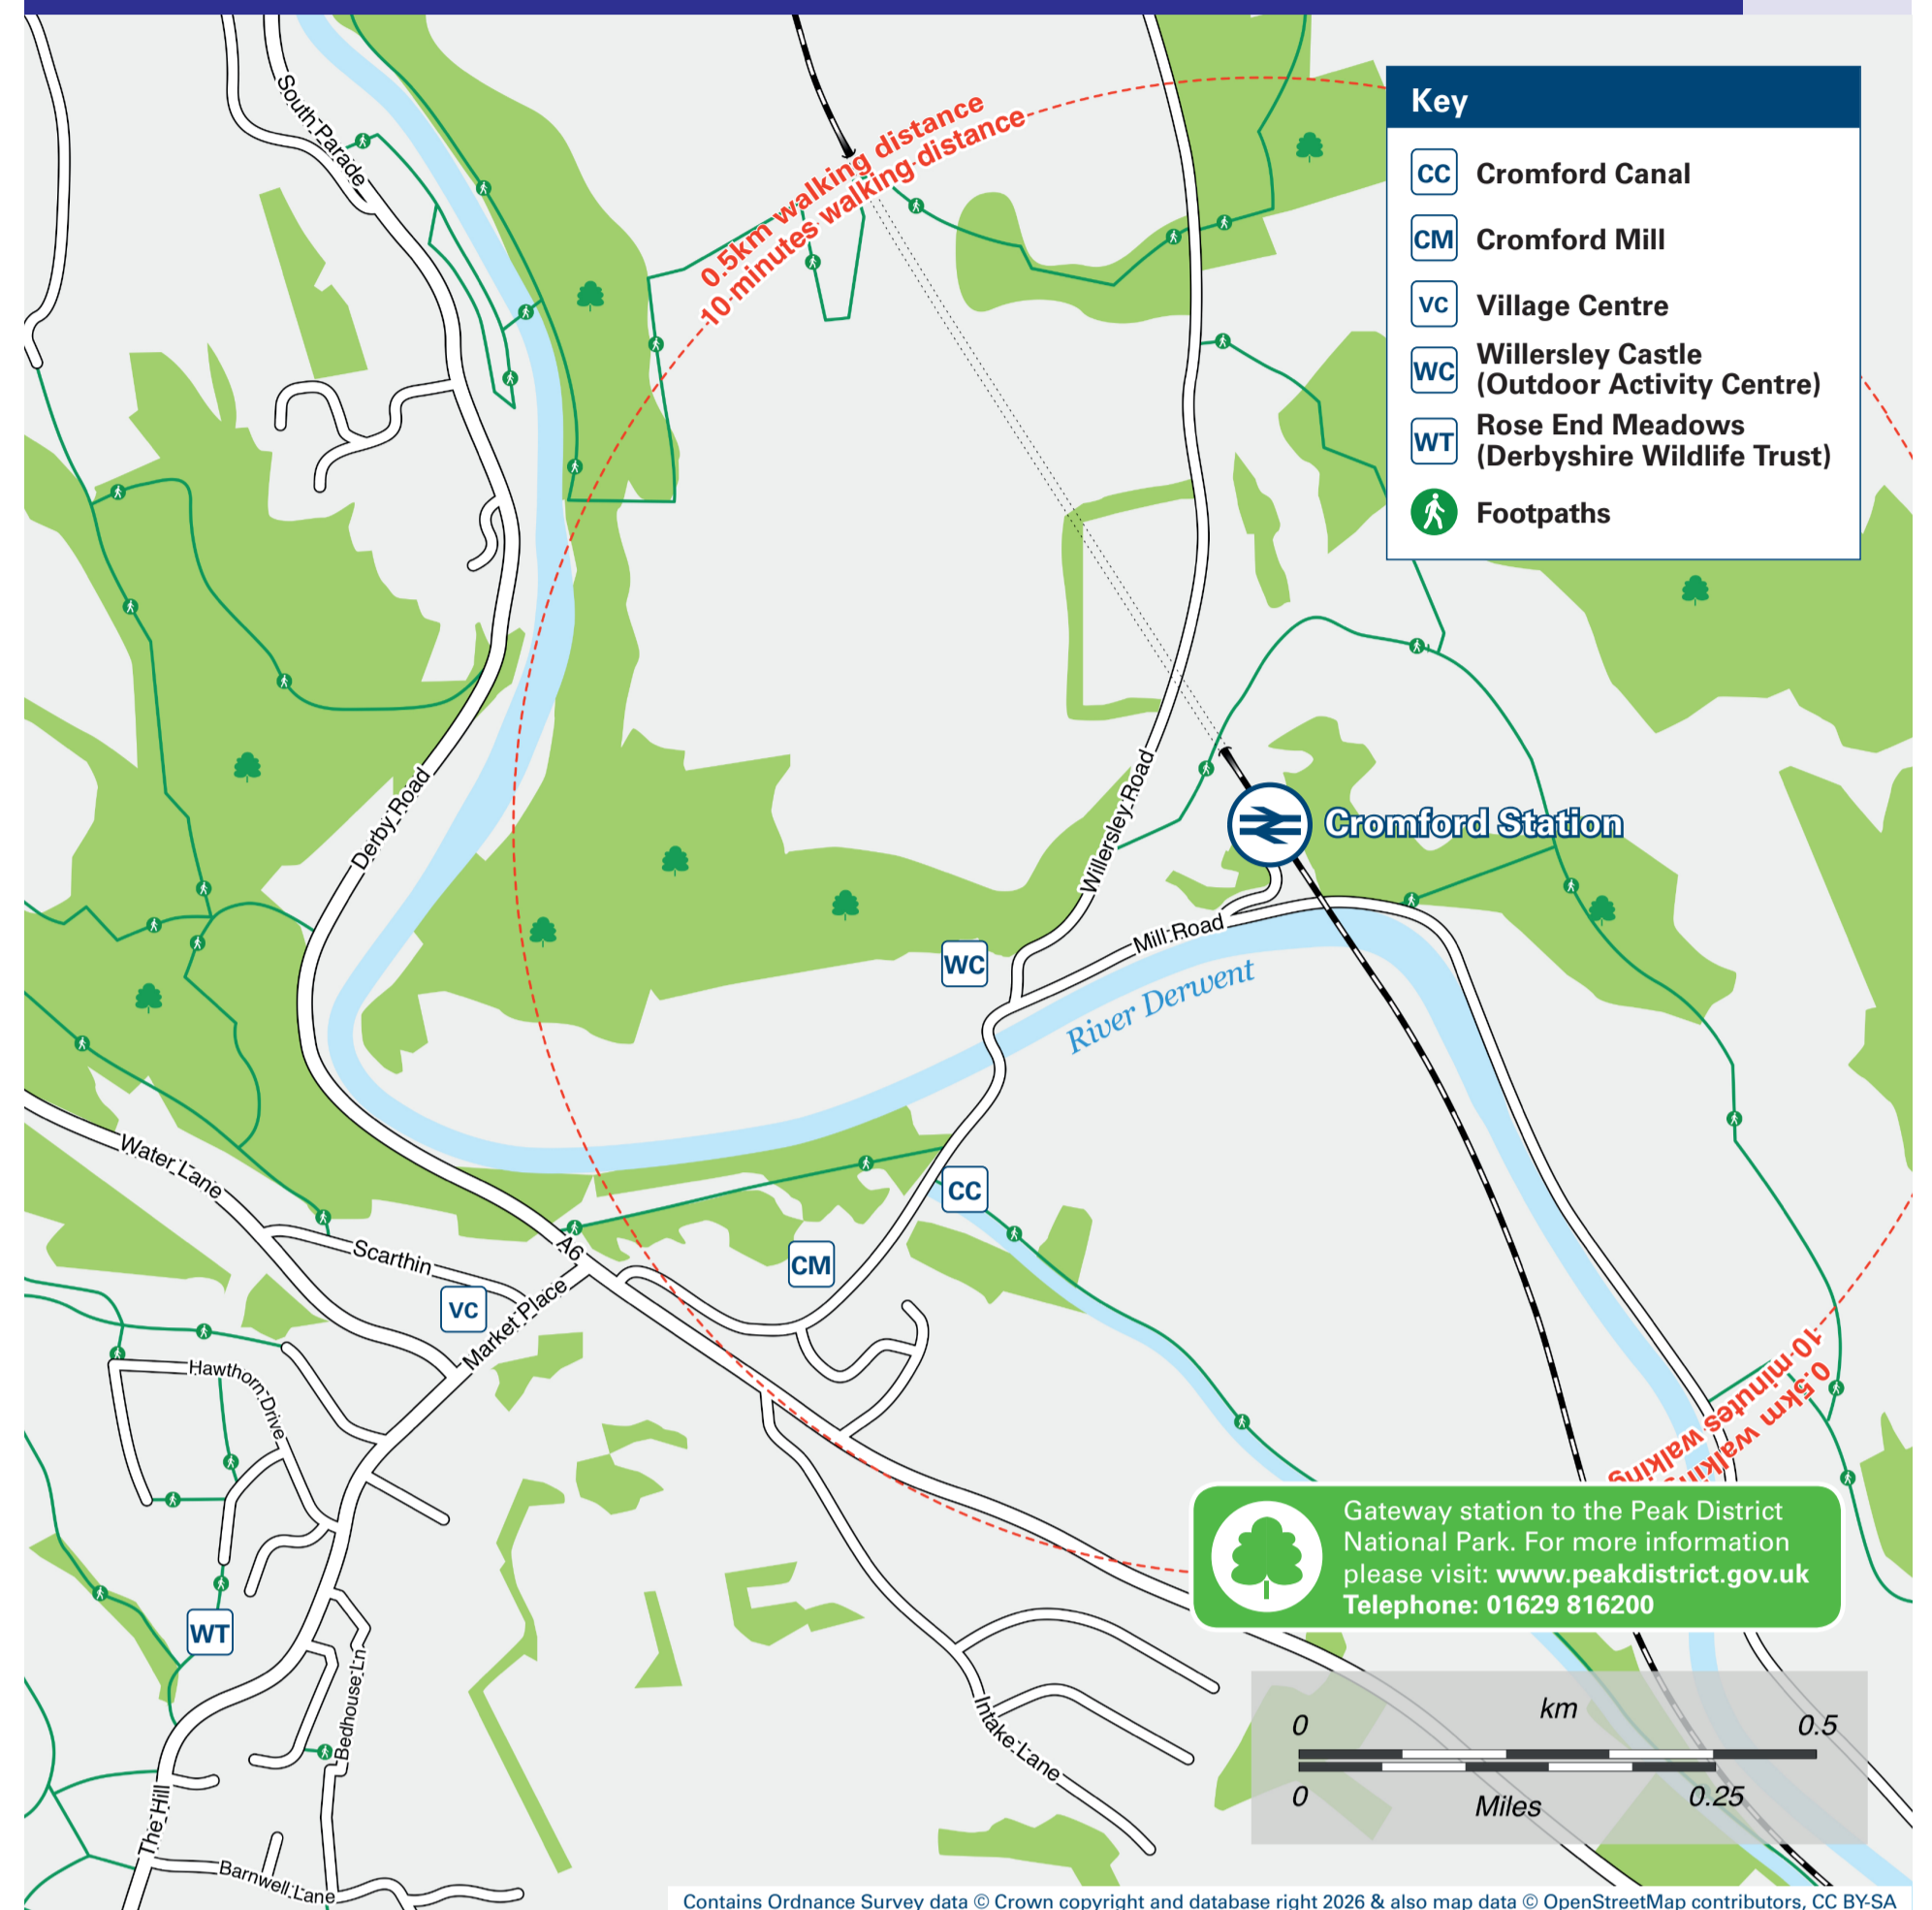 South Parade
0.5km walking distance
10 minutes walking distance
Key
CC Cromford Canal
CM Cromford Mill
VC Village Centre
WC Willersley Castle
(Outdoor Activity Centre)
WT Rose End Meadows
(Derbyshire Wildlife Trust)
Footpaths
Derby Road
Willersley Road
Cromford Station
Mill Road
WC
River Derwent
Water Lane
CC
Scarthin
A6
CM
VC
Market Place
Hawthorn Drive
10 minutes walking
0.5km walking
Gateway station to the Peak District
National Park. For more information
please visit: www.peakdistrict.gov.uk
Telephone: 01629 816200
WT
Bedhouse Ln
Intake Lane
km
0 0.5
0 0.25
Miles
The Hill
Barnwell Lane
Contains Ordnance Survey data © Crown copyright and database right 2026 & also map data © OpenStreetMap contributors, CC BY-SA